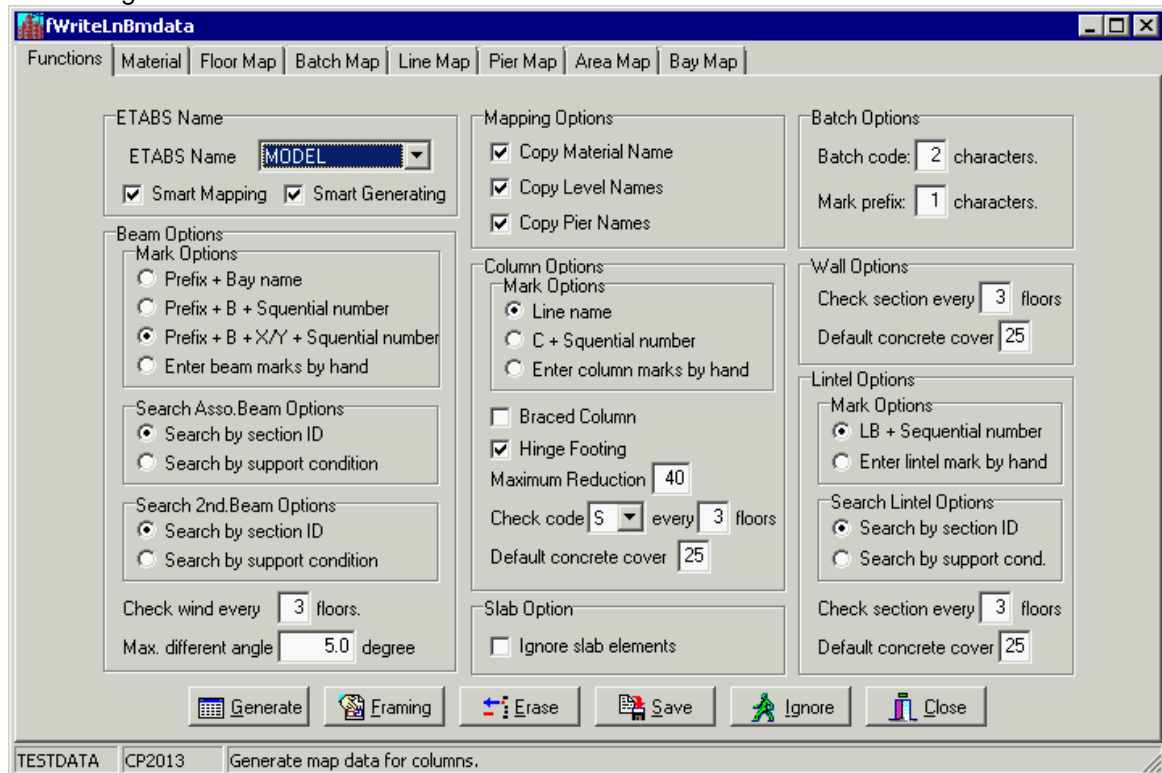 fWriteLnBmdata
Functions Material Floor Map Batch Map Line Map Pier Map Area Map Bay Map
ETABS Name
ETABS Name MODEL
Smart Mapping Smart Generating
Beam Options
Mark Options
Prefix + Bay name
Prefix + B + Squential number
Prefix + B + X/Y + Squential number
Enter beam marks by hand
Search Asso.Beam Options
Search by section ID
Search by support condition
Search 2nd.Beam Options
Search by section ID
Search by support condition
Check wind every 3 floors.
Max. different angle 5.0 degree
Mapping Options
Copy Material Name
Copy Level Names
Copy Pier Names
Column Options
Mark Options
Line name
C + Squential number
Enter column marks by hand
Braced Column
Hinge Footing
Maximum Reduction 40
Check code S every 3 floors
Default concrete cover 25
Slab Option
Ignore slab elements
Batch Options
Batch code: 2 characters.
Mark prefix: 1 characters.
Wall Options
Check section every 3 floors
Default concrete cover 25
Lintel Options
Mark Options
LB + Sequential number
Enter lintel mark by hand
Search Lintel Options
Search by section ID
Search by support cond.
Check section every 3 floors
Default concrete cover 25
Generate Framing Erase Save Ignore Close
TESTDATA CP2013 Generate map data for columns.